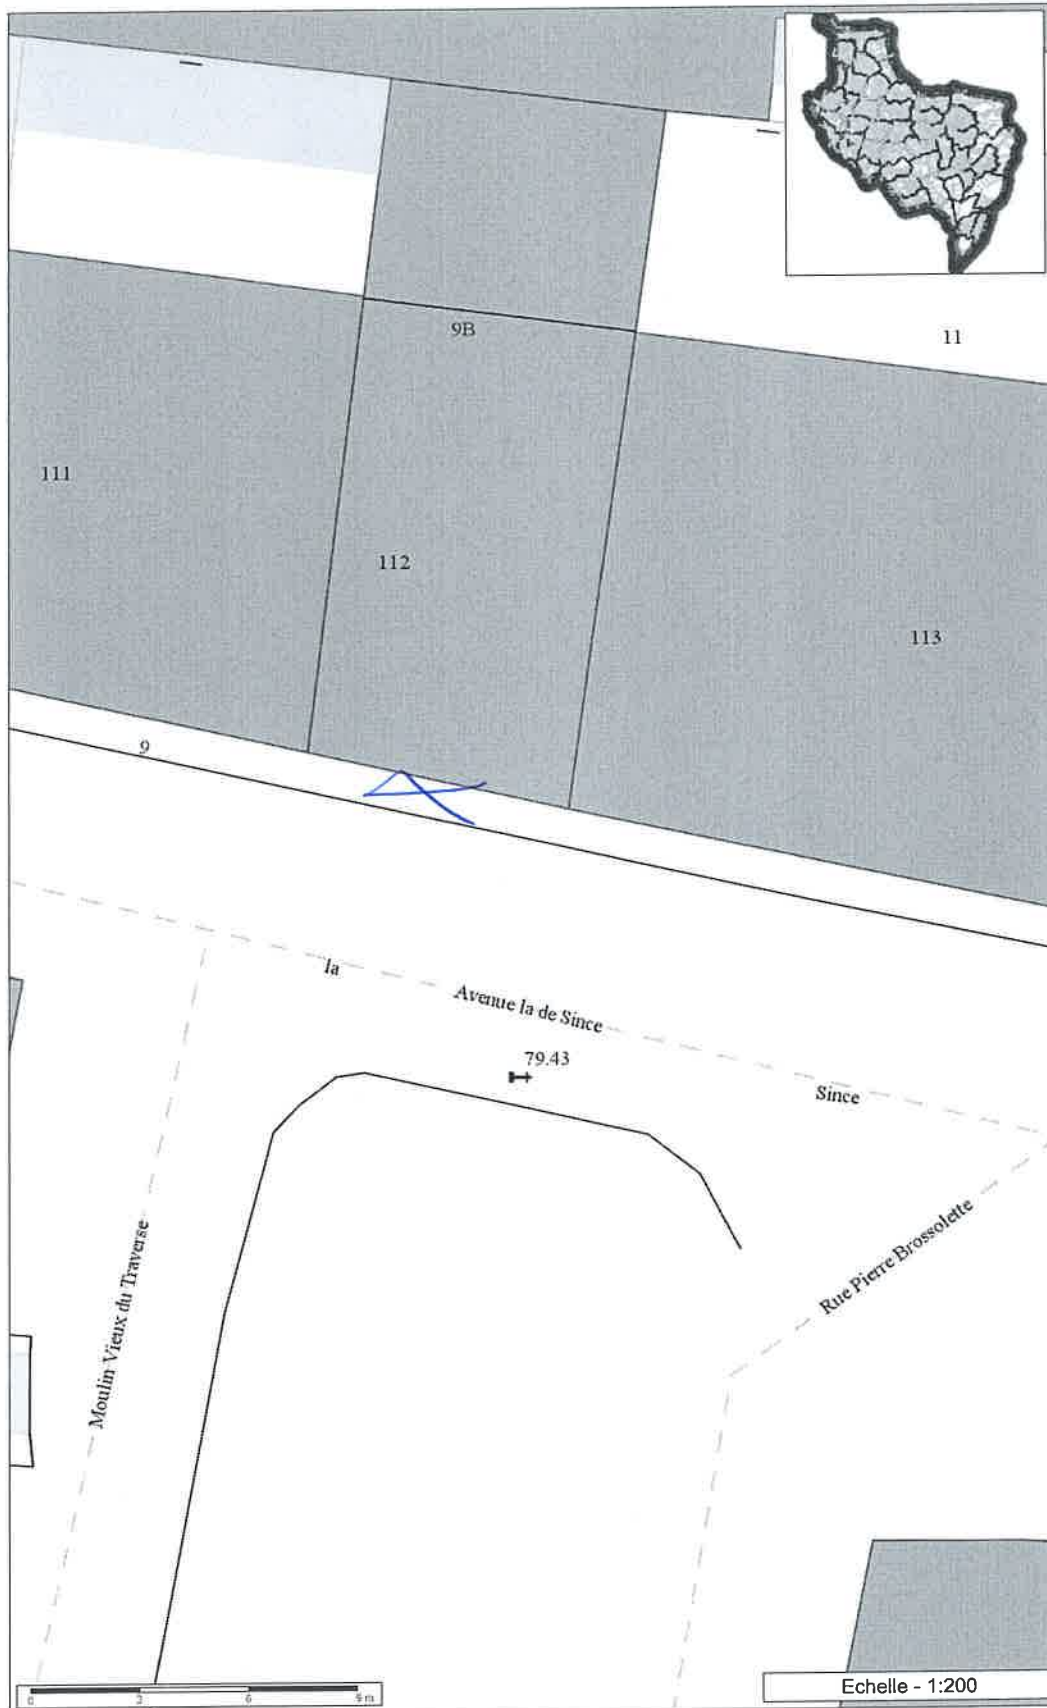 9B
11
111
112
113
9
la
Avenue la de Since
79.43
Since
Rue Pierre Brossolette
Moulin Vieux du Traverse
0 3 6 9 m
Echelle - 1:200